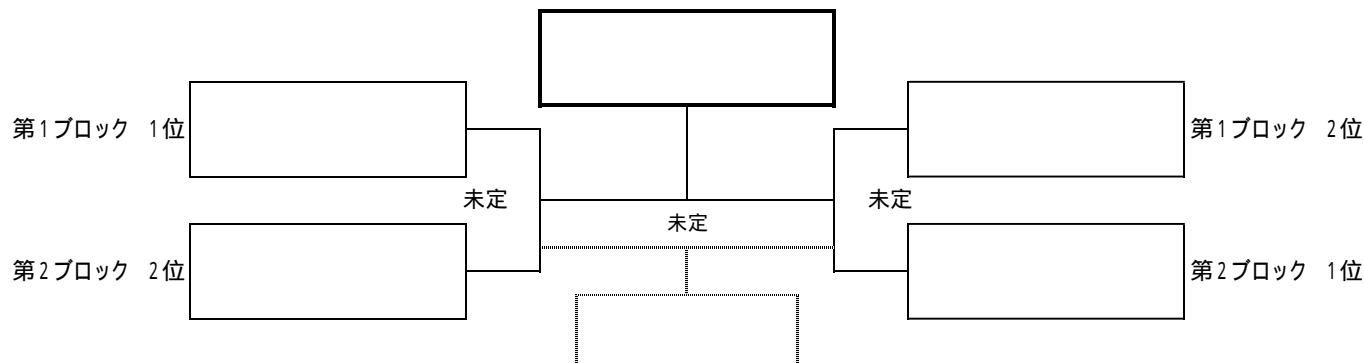 第1ブロック 1位
第1ブロック 2位
未定
未定
未定
第2ブロック 2位
第2ブロック 1位